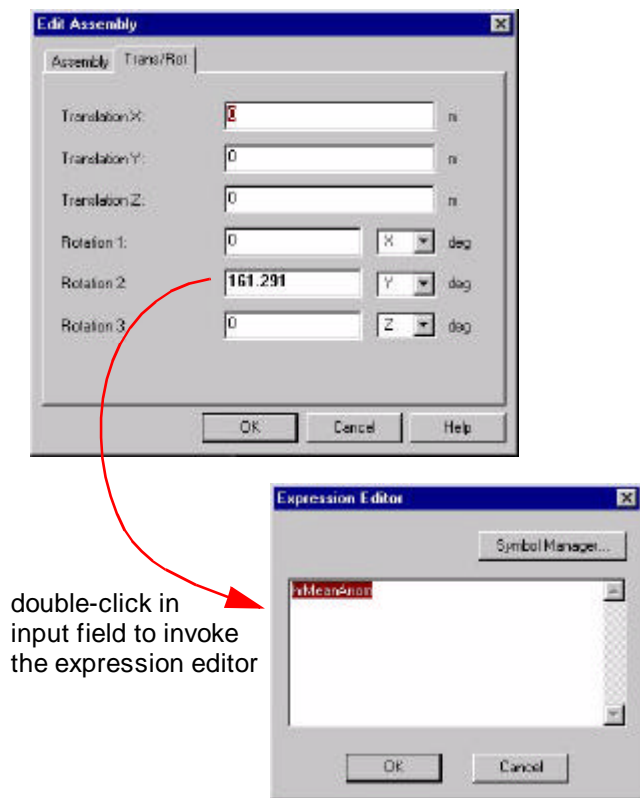 Edit Assembly
Assembly Trans/Rot
Translation X: 0 m
Translation Y: 0 m
Translation Z: 0 m
Rotation 1: 0 X deg
Rotation 2: 161.291 Y deg
Rotation 3: 0 Z deg
OK Cancel Help
Expression Editor
Symbol Manager...
hrMeanAnom
double-click in
input field to invoke
the expression editor
OK Cancel